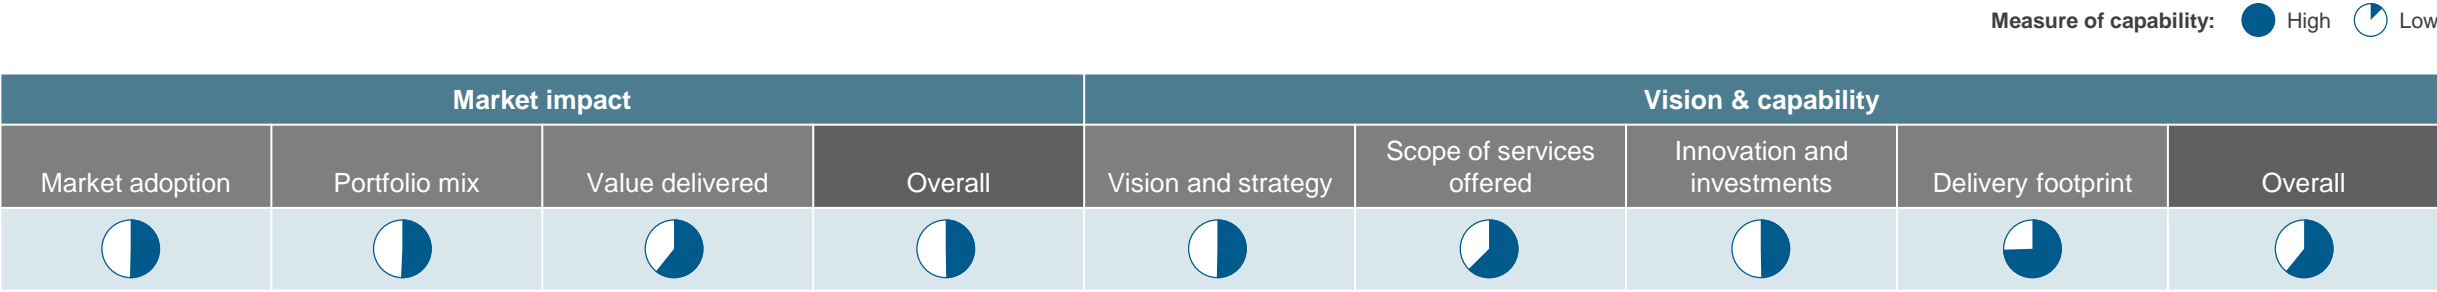 Measure of capability: High Low
Market impact Vision & capability
Market adoption Portfolio mix Value delivered Overall Vision and strategy Scope of services offered Innovation and investments Delivery footprint Overall